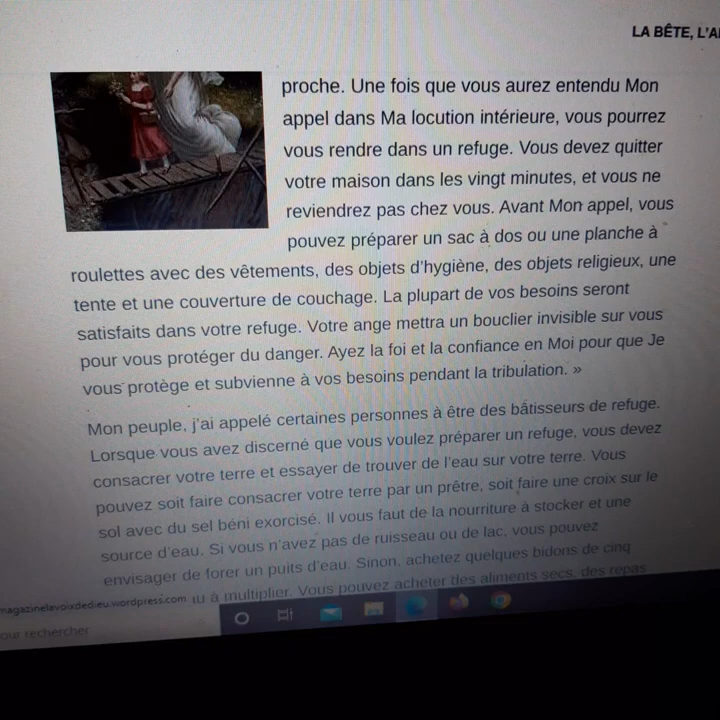 LA BÊTE, L'A
proche. Une fois que vous aurez entendu Mon
appel dans Ma locution intérieure, vous pourrez
vous rendre dans un refuge. Vous devez quitter
votre maison dans les vingt minutes, et vous ne
reviendrez pas chez vous. Avant Mon appel, vous
pouvez préparer un sac à dos ou une planche à
roulettes avec des vêtements, des objets d'hygiène, des objets religieux, une
tente et une couverture de couchage. La plupart de vos besoins seront
satisfaits dans votre refuge. Votre ange mettra un bouclier invisible sur vous
pour vous protéger du danger. Ayez la foi et la confiance en Moi pour que Je
vous protège et subvienne à vos besoins pendant la tribulation. »
Mon peuple, j'ai appelé certaines personnes à être des bâtisseurs de refuge.
Lorsque vous avez discerné que vous voulez préparer un refuge, vous devez
consacrer votre terre et essayer de trouver de l'eau sur votre terre. Vous
pouvez soit faire consacrer votre terre par un prêtre, soit faire une croix sur le
sol avec du sel béni exorcisé. Il vous faut de la nourriture à stocker et une
source d'eau. Si vous n'avez pas de ruisseau ou de lac, vous pouvez
envisager de forer un puits d'eau. Sinon, achetez quelques bidons de cinq
à multiplier. Vous pouvez acheter des aliments secs, des repas
magazinelavoixdedieu.wordpress.com
our rechercher